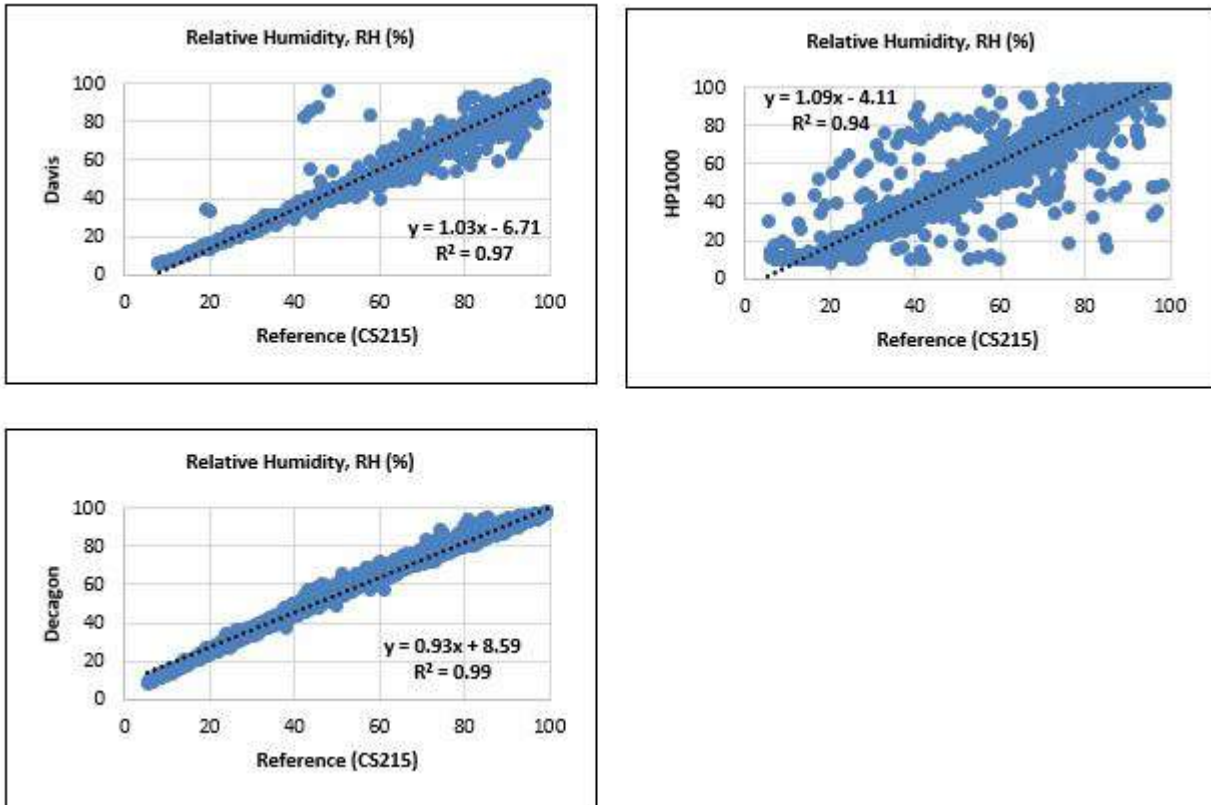 Relative Humidity, RH (%)
100
80
60
40
20
0
Davis
y = 1.03x - 6.71
R² = 0.97
0 20 40 60 80 100
Reference (CS215)
Relative Humidity, RH (%)
100
80
60
40
20
0
HP1000
y = 1.09x - 4.11
R² = 0.94
0 20 40 60 80 100
Reference (CS215)
Relative Humidity, RH (%)
100
80
60
40
20
0
Decagon
y = 0.93x + 8.59
R² = 0.99
0 20 40 60 80 100
Reference (CS215)